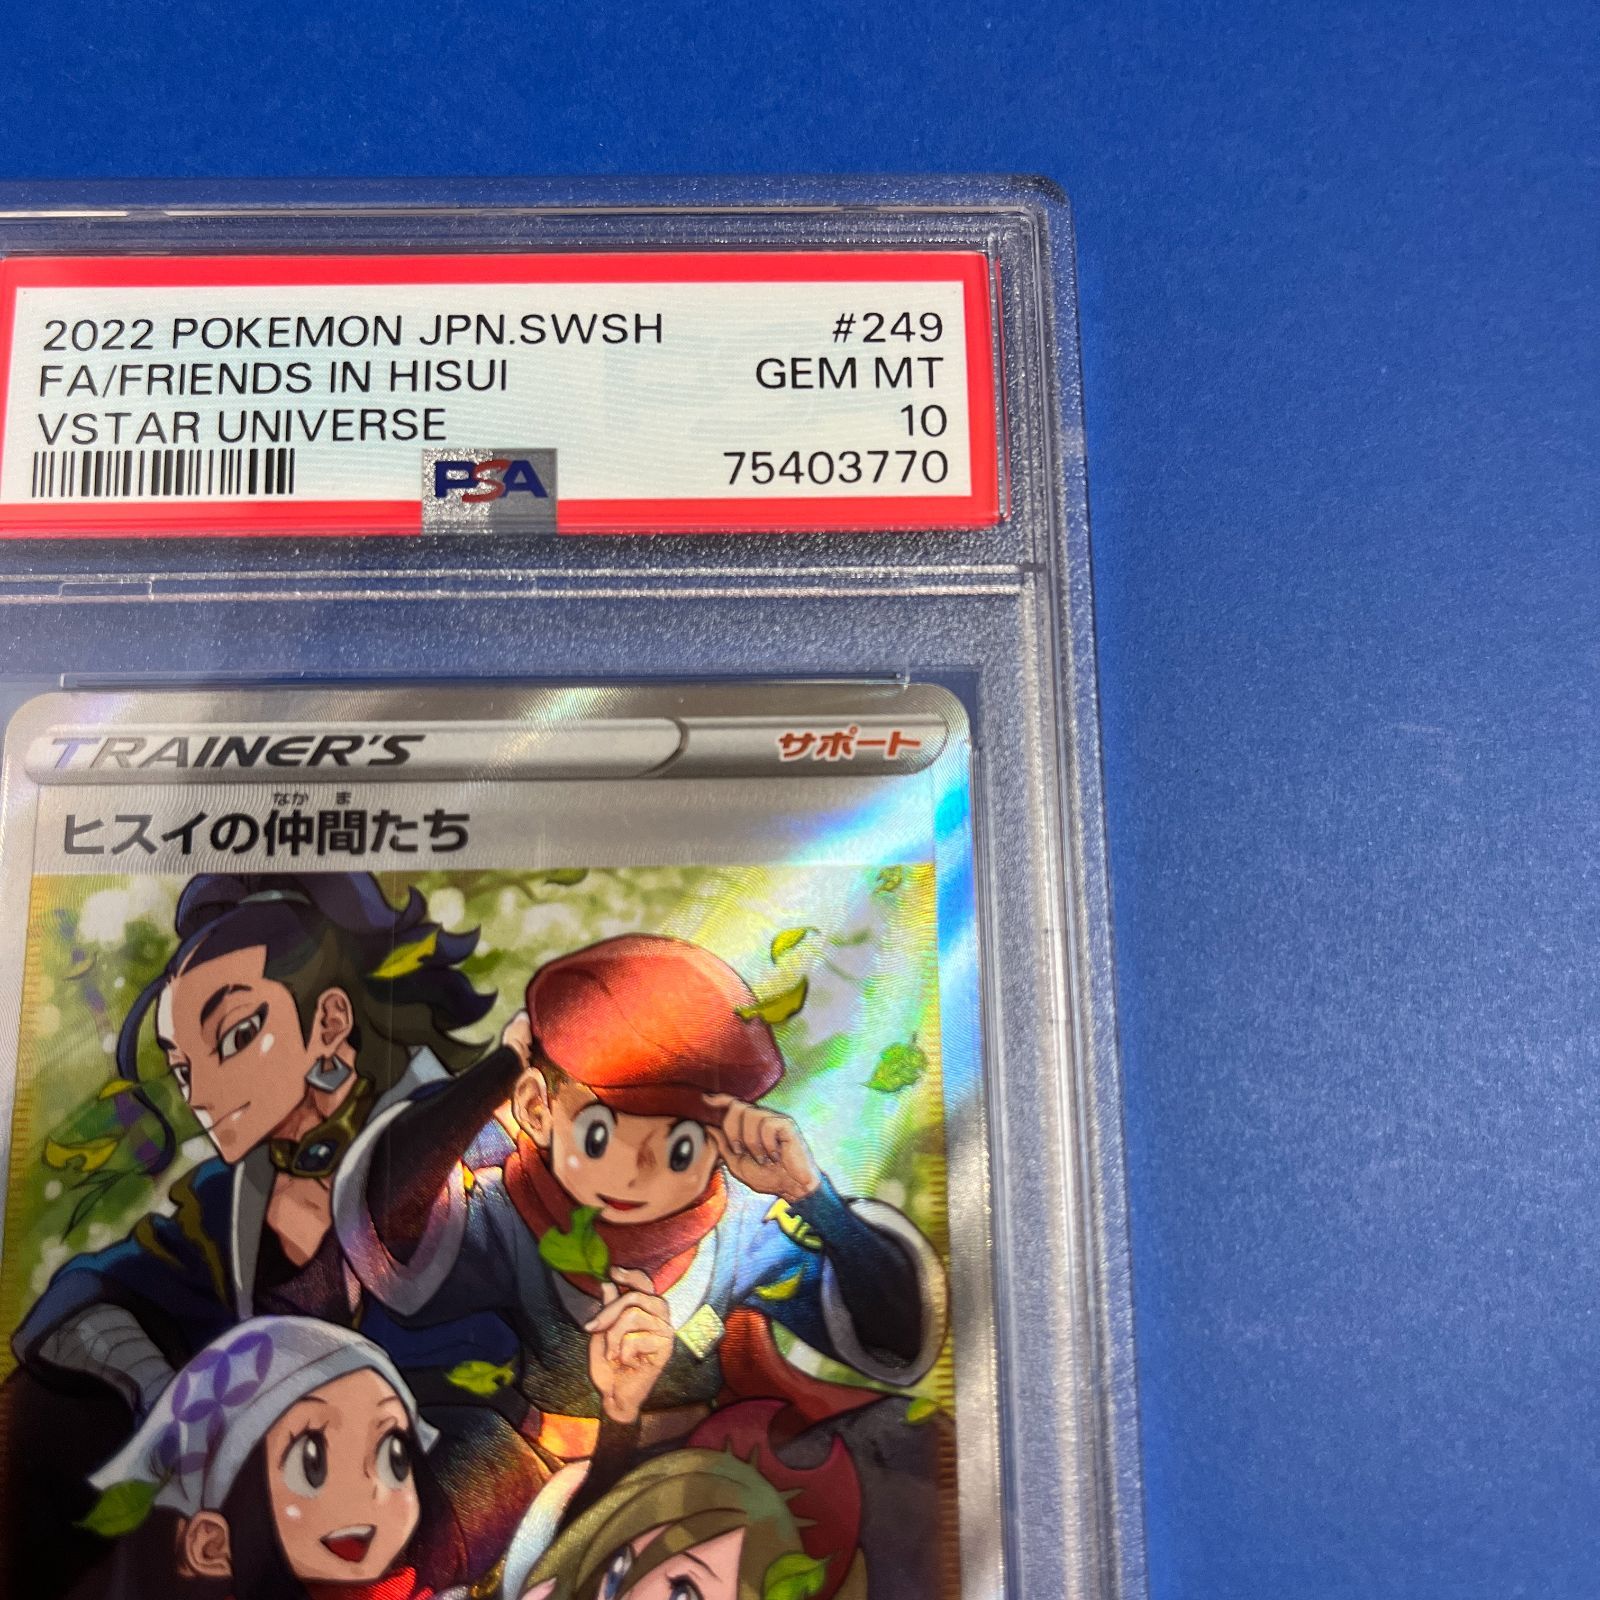 2022 POKEMON JPN.SWSH #249
FA/FRIENDS IN HISUI GEM MT
VSTAR UNIVERSE 10
PSA 75403770
TRAINER'S サポート
なかま
ヒスイの仲間たち